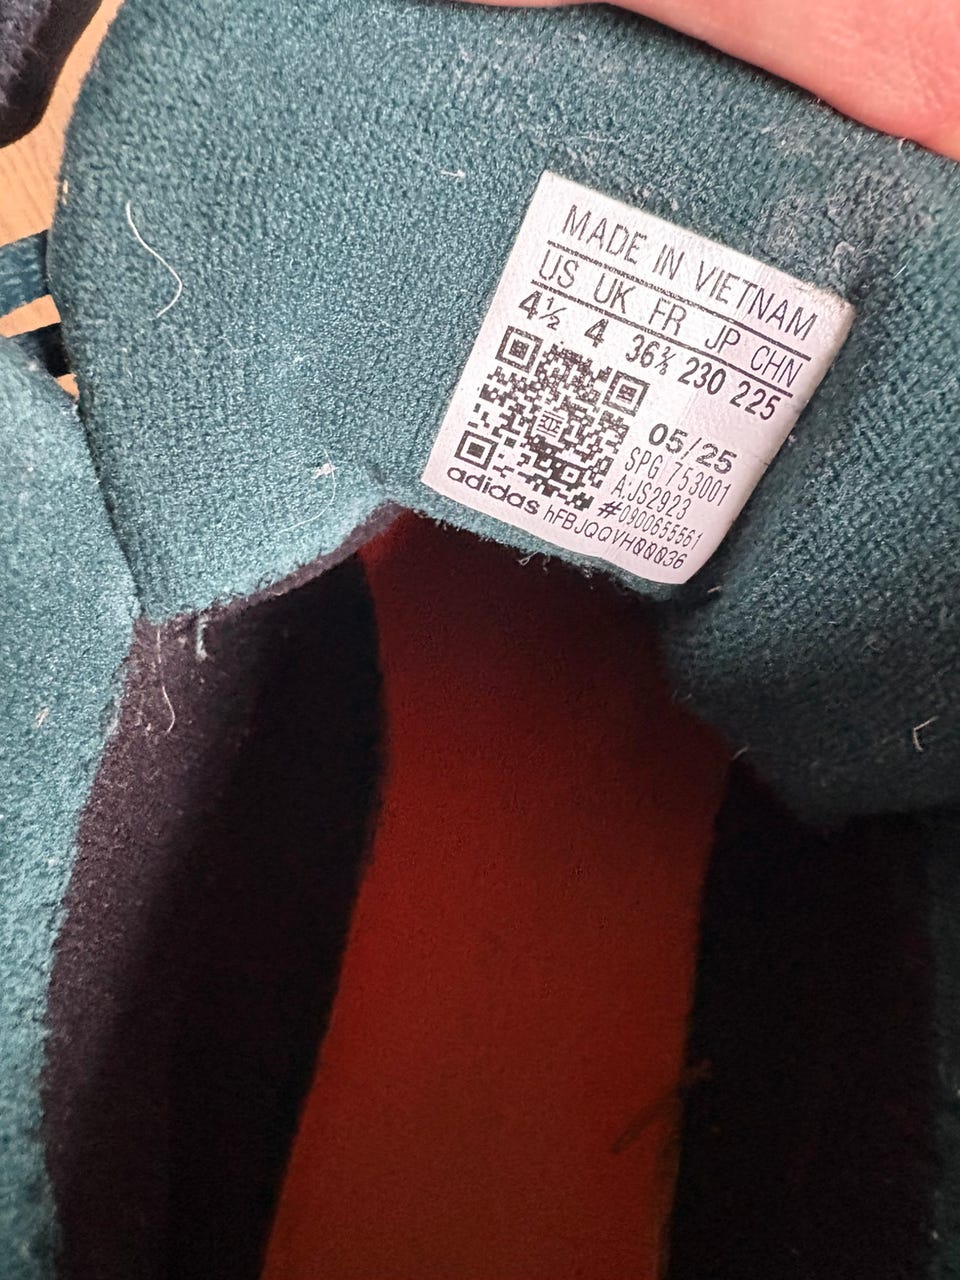 MADE IN VIETNAM
US UK FR JP CHN
4½ 4 36⅔ 230 225
05/25
SPG 753001
A:JS2923
#0900655561
adidas hFBJQQVH00036